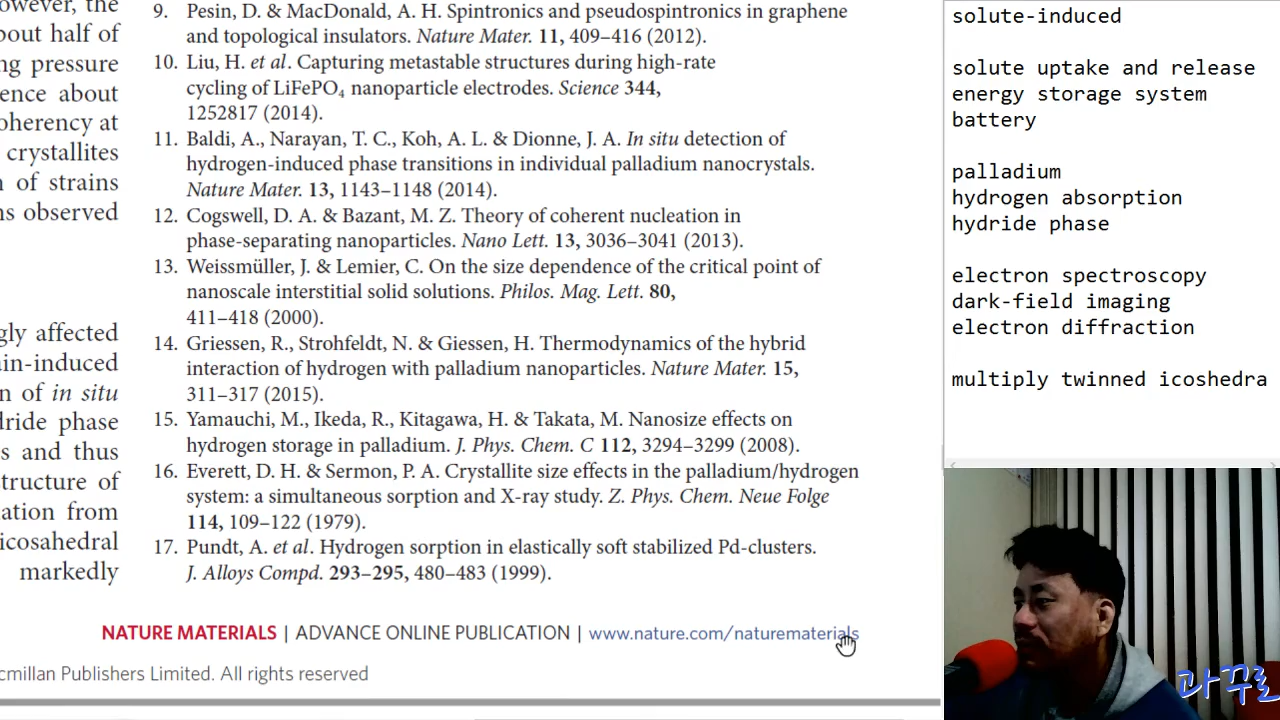 owever, the
bout half of
ng pressure
ence about
oherency at
crystallites
n of strains
ns observed
gly affected
ain-induced
n of in situ
dride phase
s and thus
tructure of
ation from
icosahedral
markedly
9. Pesin, D. & MacDonald, A. H. Spintronics and pseudospintronics in graphene
and topological insulators. Nature Mater. 11, 409–416 (2012).
10. Liu, H. et al. Capturing metastable structures during high-rate
cycling of LiFePO₄ nanoparticle electrodes. Science 344,
1252817 (2014).
11. Baldi, A., Narayan, T. C., Koh, A. L. & Dionne, J. A. In situ detection of
hydrogen-induced phase transitions in individual palladium nanocrystals.
Nature Mater. 13, 1143–1148 (2014).
12. Cogswell, D. A. & Bazant, M. Z. Theory of coherent nucleation in
phase-separating nanoparticles. Nano Lett. 13, 3036–3041 (2013).
13. Weissmüller, J. & Lemier, C. On the size dependence of the critical point of
nanoscale interstitial solid solutions. Philos. Mag. Lett. 80,
411–418 (2000).
14. Griessen, R., Strohfeldt, N. & Giessen, H. Thermodynamics of the hybrid
interaction of hydrogen with palladium nanoparticles. Nature Mater. 15,
311–317 (2015).
15. Yamauchi, M., Ikeda, R., Kitagawa, H. & Takata, M. Nanosize effects on
hydrogen storage in palladium. J. Phys. Chem. C 112, 3294–3299 (2008).
16. Everett, D. H. & Sermon, P. A. Crystallite size effects in the palladium/hydrogen
system: a simultaneous sorption and X-ray study. Z. Phys. Chem. Neue Folge
114, 109–122 (1979).
17. Pundt, A. et al. Hydrogen sorption in elastically soft stabilized Pd-clusters.
J. Alloys Compd. 293–295, 480–483 (1999).
NATURE MATERIALS | ADVANCE ONLINE PUBLICATION | www.nature.com/naturematerials
cmillan Publishers Limited. All rights reserved
solute-induced
solute uptake and release
energy storage system
battery
palladium
hydrogen absorption
hydride phase
electron spectroscopy
dark-field imaging
electron diffraction
multiply twinned icoshedra
과꾸로